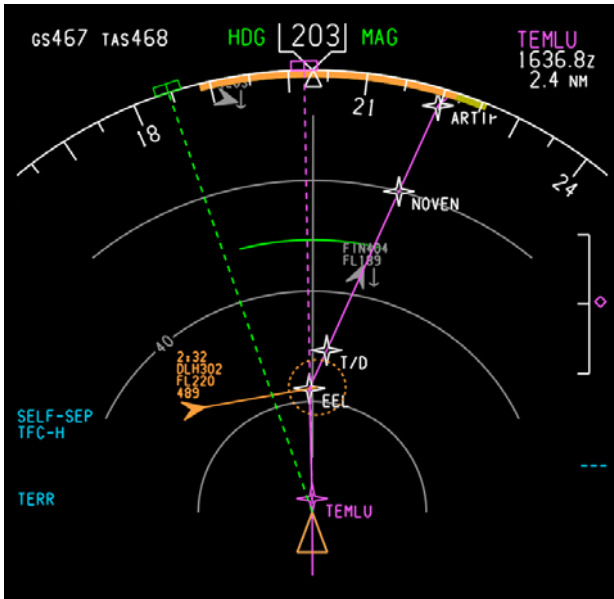 GS467 TAS468
HDG 203 MAG
TEMLU
1636.8z
2.4 NM
18
21
24
ARTIP
NOVEN
FIN404
FL189
40
T/D
2:32
DLH302
FL220
489
EEL
SELF-SEP
TFC-H
---
TERR
TEMLU